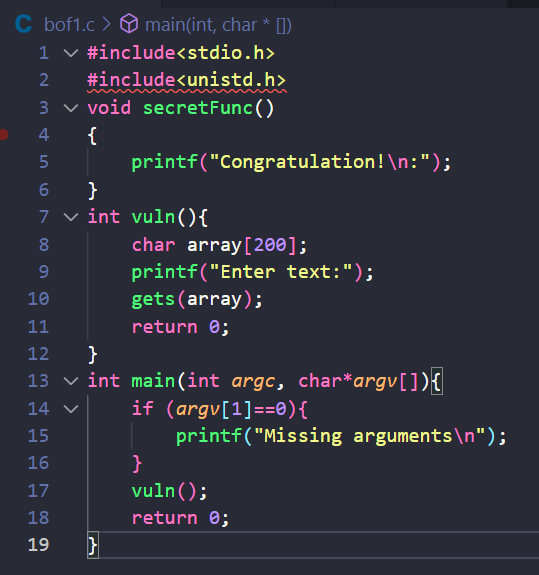 C bof1.c > main(int, char * [])
1 #include<stdio.h>
2 #include<unistd.h>
3 void secretFunc()
4 {
5     printf("Congratulation!\n:");
6 }
7 int vuln(){
8     char array[200];
9     printf("Enter text:");
10     gets(array);
11     return 0;
12 }
13 int main(int argc, char*argv[]){
14     if (argv[1]==0){
15         printf("Missing arguments\n");
16     }
17     vuln();
18     return 0;
19 }